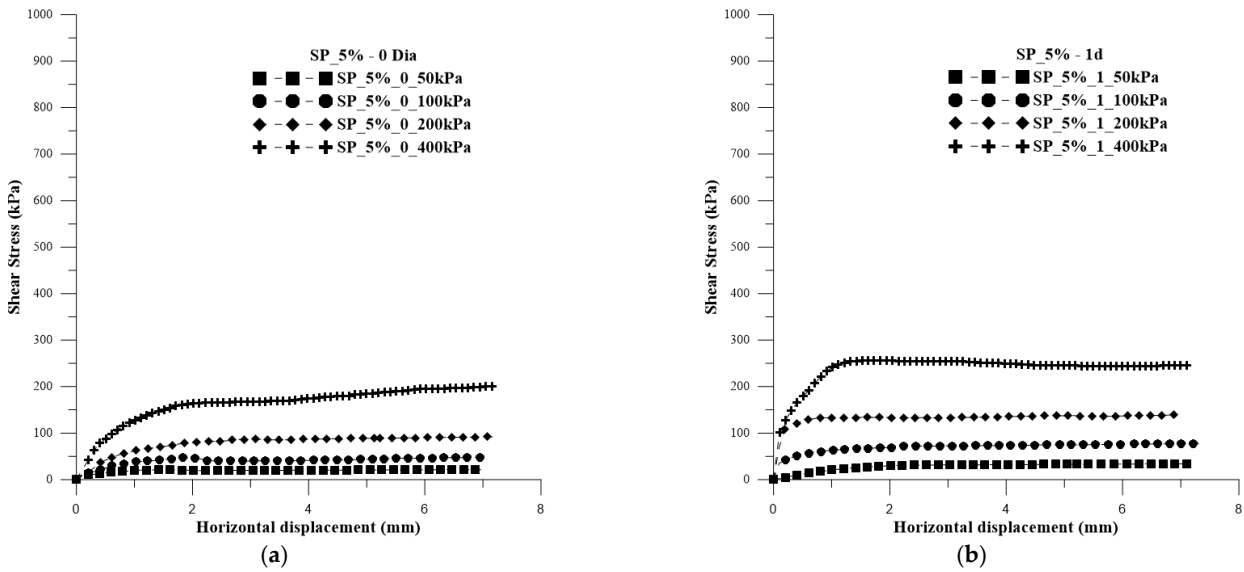 1000
900
800
700
600
500
400
300
200
100
0
Shear Stress (kPa)
SP_5% - 0 Dia
SP_5%_0_50kPa
SP_5%_0_100kPa
SP_5%_0_200kPa
SP_5%_0_400kPa
0 2 4 6 8
Horizontal displacement (mm)
(a)
1000
900
800
700
600
500
400
300
200
100
0
Shear Stress (kPa)
SP_5% - 1d
SP_5%_1_50kPa
SP_5%_1_100kPa
SP_5%_1_200kPa
SP_5%_1_400kPa
0 2 4 6 8
Horizontal displacement (mm)
(b)